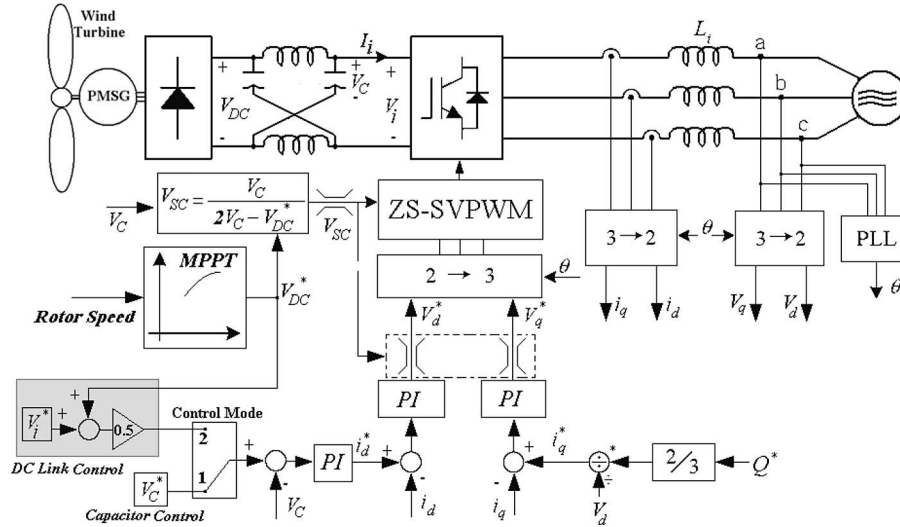 Wind
Turbine
PMSG
+ + + +
V_DC V_C V_i
- - - -
I_i
L_i
a
b
c
V_C
V_SC = V_C / 2V_C - V_DC^*
V_SC
ZS-SVPWM
3 → 2
θ
3 → 2
PLL
2 → 3
θ
i_q i_d
V_q V_d
θ
MPPT
Rotor Speed
V_DC^*
V_d^* V_q^*
PI PI
V_i^*
+ +
0.5
DC Link Control
Control Mode
2
1
V_C^*
Capacitor Control
+
-
V_C
PI
i_d^*
+
-
i_d
+
-
i_q
i_q^*
÷
*
÷
V_d
2/3
Q^*